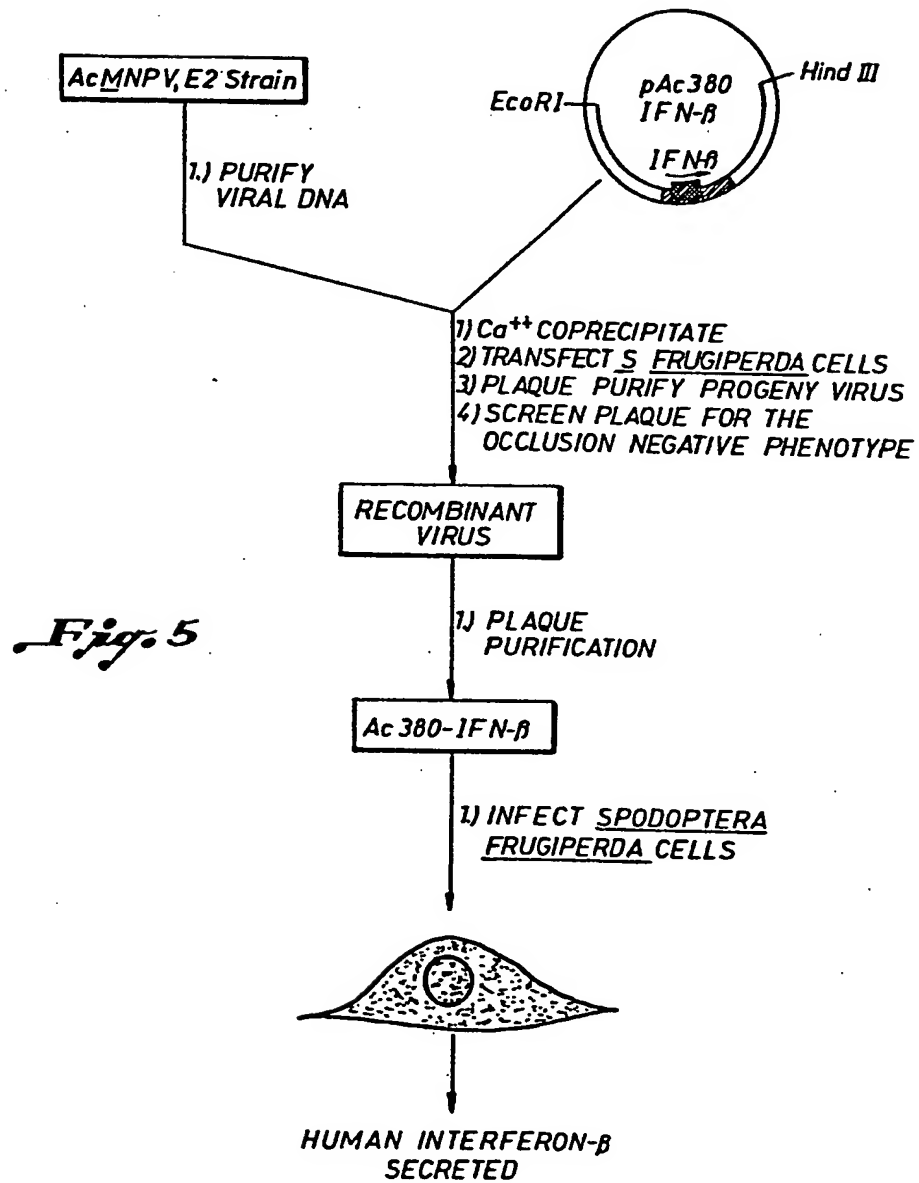 AcMNPV, E2 Strain
EcoRI
pAc380
IFN-β
Hind III
IFN-β
1.) PURIFY
VIRAL DNA
1) Ca++ COPRECIPITATE
2) TRANSFECT S FRUGIPERDA CELLS
3) PLAQUE PURIFY PROGENY VIRUS
4) SCREEN PLAQUE FOR THE
OCCLUSION NEGATIVE PHENOTYPE
RECOMBINANT
VIRUS
Fig. 5
1.) PLAQUE
PURIFICATION
Ac 380-IFN-β
1.) INFECT SPODOPTERA
FRUGIPERDA CELLS
HUMAN INTERFERON-β
SECRETED